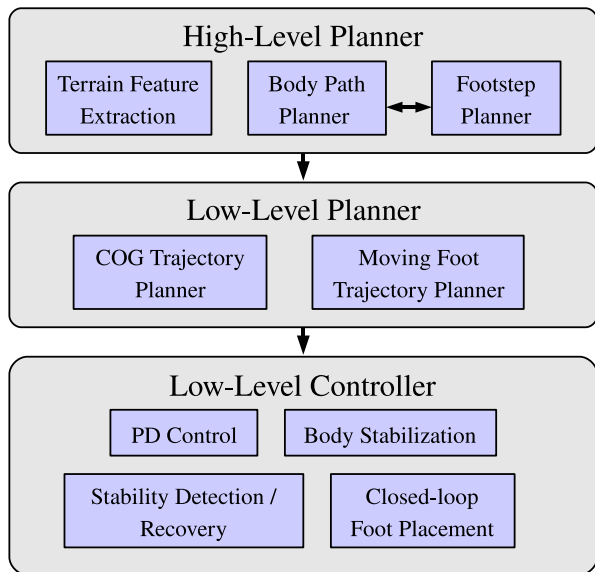 High-Level Planner
Terrain Feature
Extraction
Body Path
Planner
Footstep
Planner
Low-Level Planner
COG Trajectory
Planner
Moving Foot
Trajectory Planner
Low-Level Controller
PD Control
Body Stabilization
Stability Detection /
Recovery
Closed-loop
Foot Placement